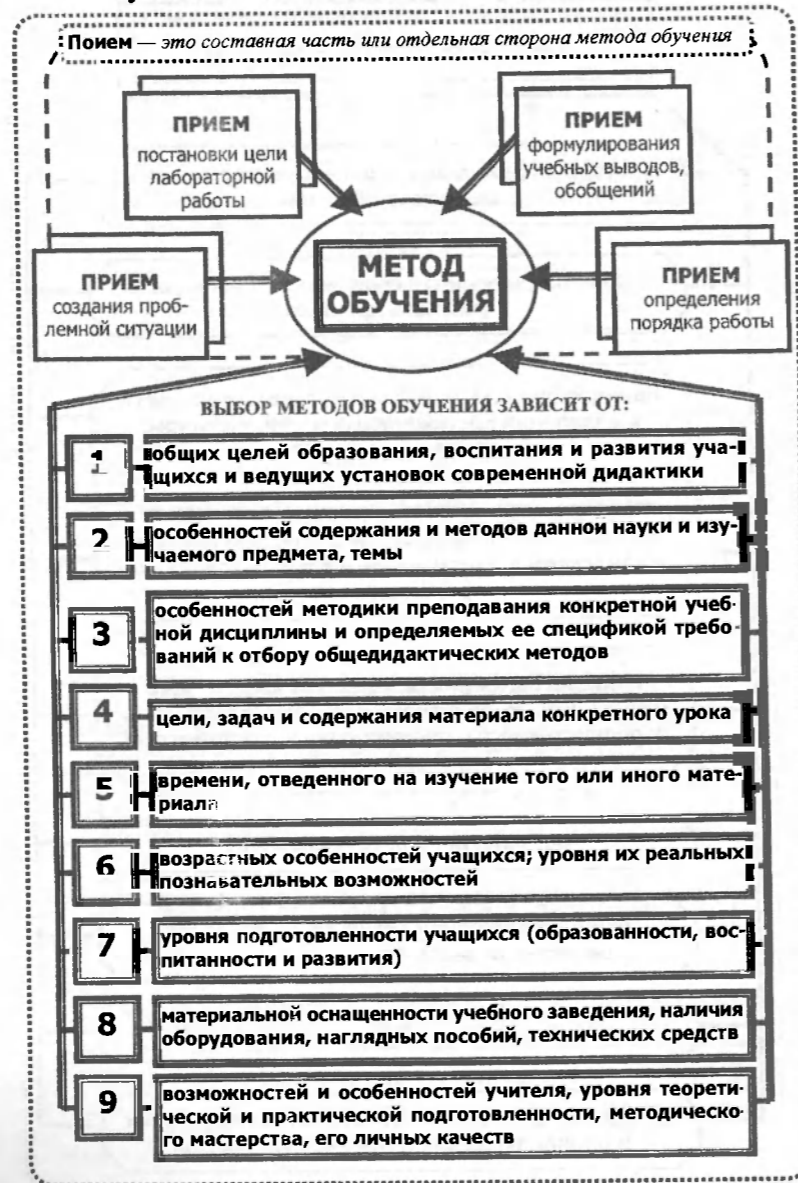 Поием — это составная часть или отдельная сторона метода обучения
ПРИЕМ
постановки цели
лабораторной
работы
ПРИЕМ
формулирования
учебных выводов,
обобщений
ПРИЕМ
создания проб-
лемной ситуации
МЕТОД
ОБУЧЕНИЯ
ПРИЕМ
определения
порядка работы
ВЫБОР МЕТОДОВ ОБУЧЕНИЯ ЗАВИСИТ ОТ:
1
общих целей образования, воспитания и развития уча-
щихся и ведущих установок современной дидактики
2
особенностей содержания и методов данной науки и изу-
чаемого предмета, темы
3
особенностей методики преподавания конкретной учеб-
ной дисциплины и определяемых ее спецификой требо-
ваний к отбору общедидактических методов
4
цели, задач и содержания материала конкретного урока
5
времени, отведенного на изучение того или иного мате-
риала
6
возрастных особенностей учащихся; уровня их реальных
познавательных возможностей
7
уровня подготовленности учащихся (образованности, вос-
питанности и развития)
8
материальной оснащенности учебного заведения, наличия
оборудования, наглядных пособий, технических средств
9
возможностей и особенностей учителя, уровня теорети-
ческой и практической подготовленности, методическо-
го мастерства, его личных качеств